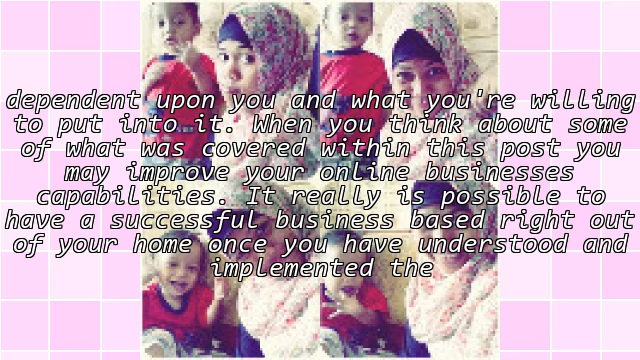 dependent upon you and what you're willing
to put into it. When you think about some
of what was covered within this post you
may improve your online businesses
capabilities. It really is possible to
have a successful business based right out
of your home once you have understood and
implemented the